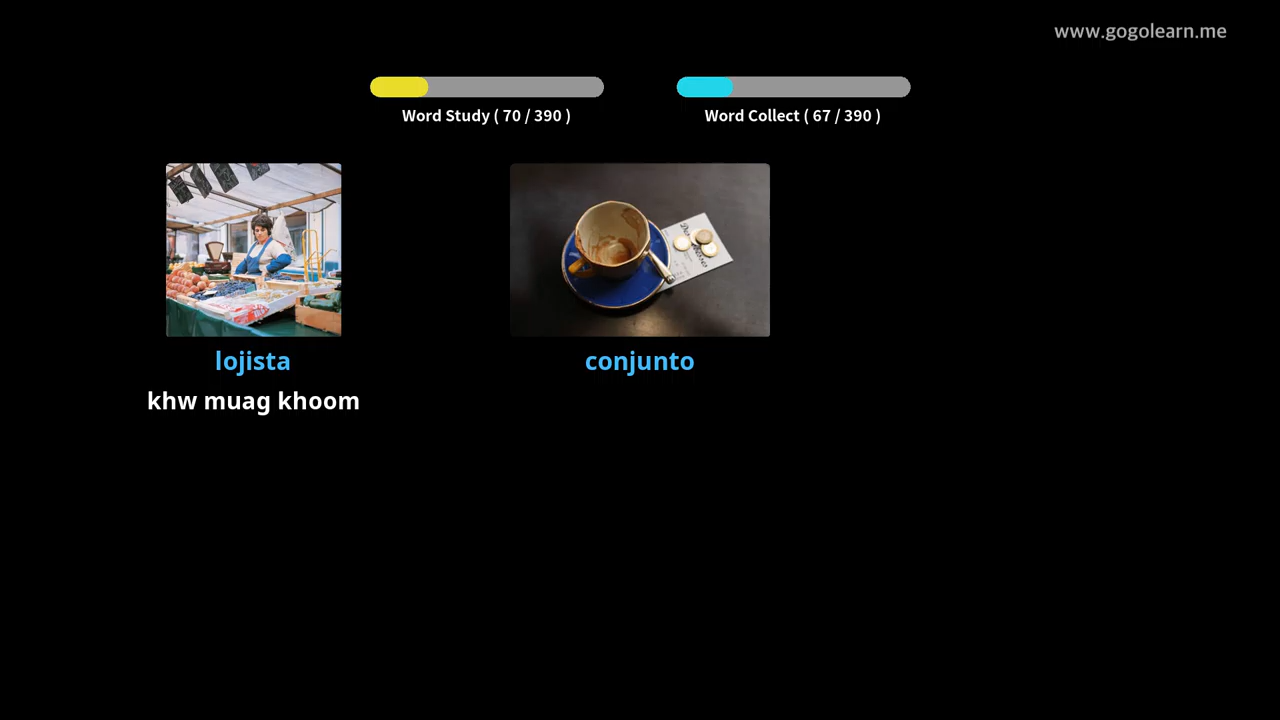 www.gogolearn.me
Word Study ( 70 / 390 )
Word Collect ( 67 / 390 )
lojista
conjunto
khw muag khoom